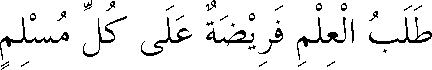 طَلَبُ الْعِلْمِ فَرِيْضَةٌ عَلَى كُلِّ مُسْلِمٍ